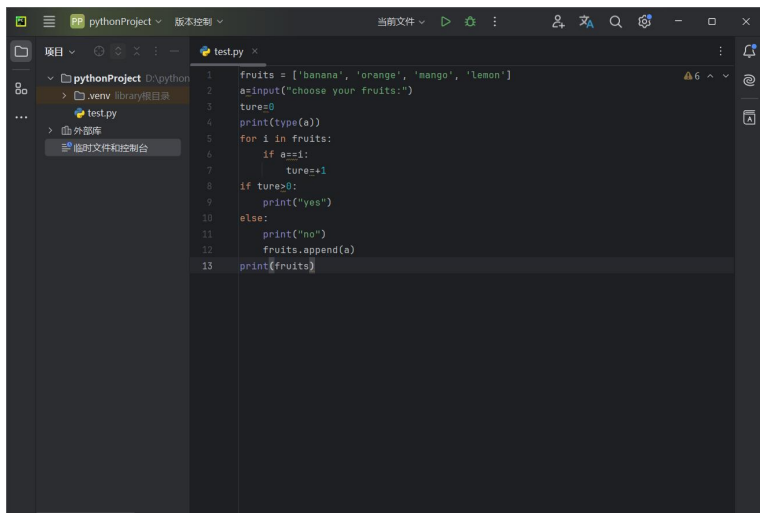 PP pythonProject 版本控制 当前文件
项目 test.py
pythonProject D:\python
.venv library根目录
test.py
外部库
临时文件和控制台
6
1 fruits = ['banana', 'orange', 'mango', 'lemon']
2 a=input("choose your fruits:")
3 ture=0
4 print(type(a))
5 for i in fruits:
6 if a==i:
7 ture=+1
8 if ture>0:
9 print("yes")
10 else:
11 print("no")
12 fruits.append(a)
13 print(fruits)